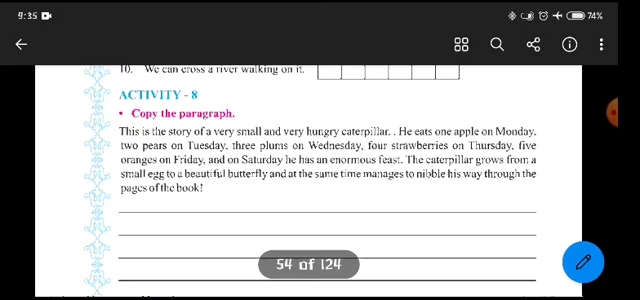 9:35
74%
10. We can cross a river walking on it.
ACTIVITY - 8
• Copy the paragraph.
This is the story of a very small and very hungry caterpillar. . He eats one apple on Monday,
two pears on Tuesday, three plums on Wednesday, four strawberries on Thursday, five
oranges on Friday, and on Saturday he has an enormous feast. The caterpillar grows from a
small egg to a beautiful butterfly and at the same time manages to nibble his way through the
pages of the book!
54 of 124